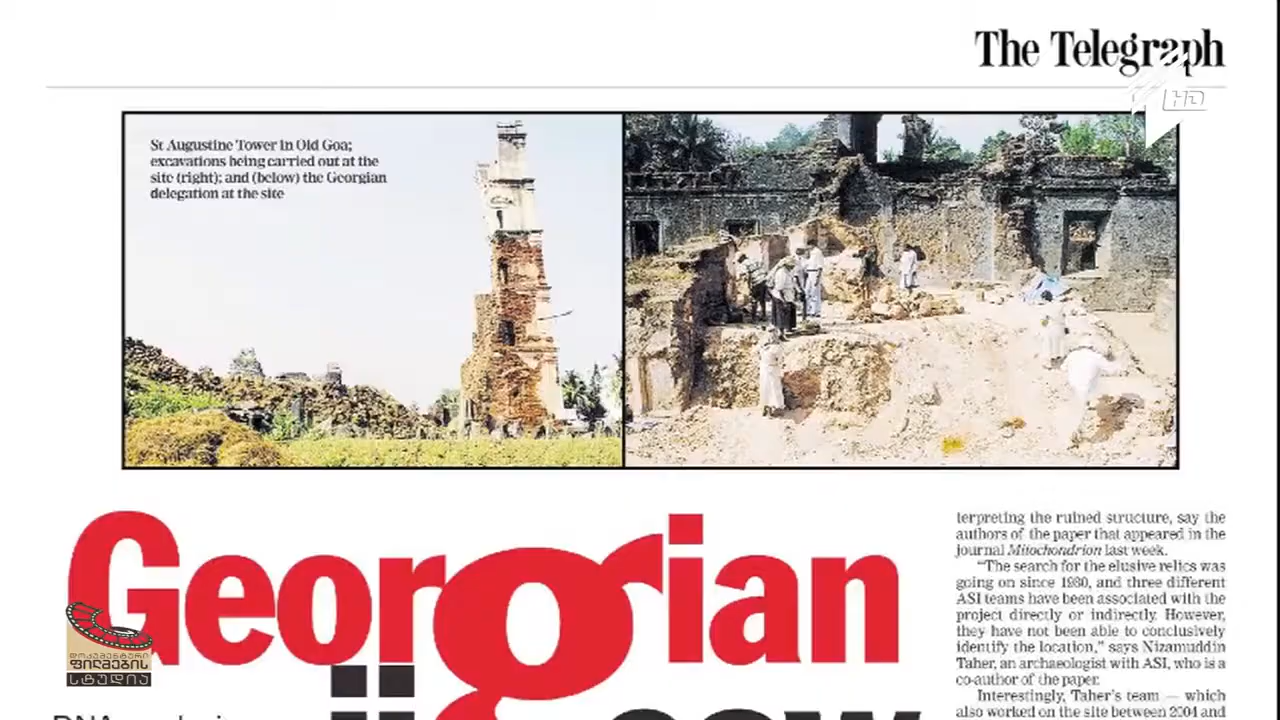 The Telegraph
HD
St Augustine Tower in Old Goa;
excavations being carried out at the
site (right); and (below) the Georgian
delegation at the site
Georgian
terpreting the ruined structure, say the
authors of the paper that appeared in the
journal Mitochondrion last week.
“The search for the elusive relics was
going on since 1980, and three different
ASI teams have been associated with the
project directly or indirectly. However,
they have not been able to conclusively
identify the location,” says Nizamuddin
Taher, an archaeologist with ASI, who is a
co-author of the paper.
Interestingly, Taher's team — which
also worked on the site between 2004 and
დოკუმენტური
ფილმების
სტუდია